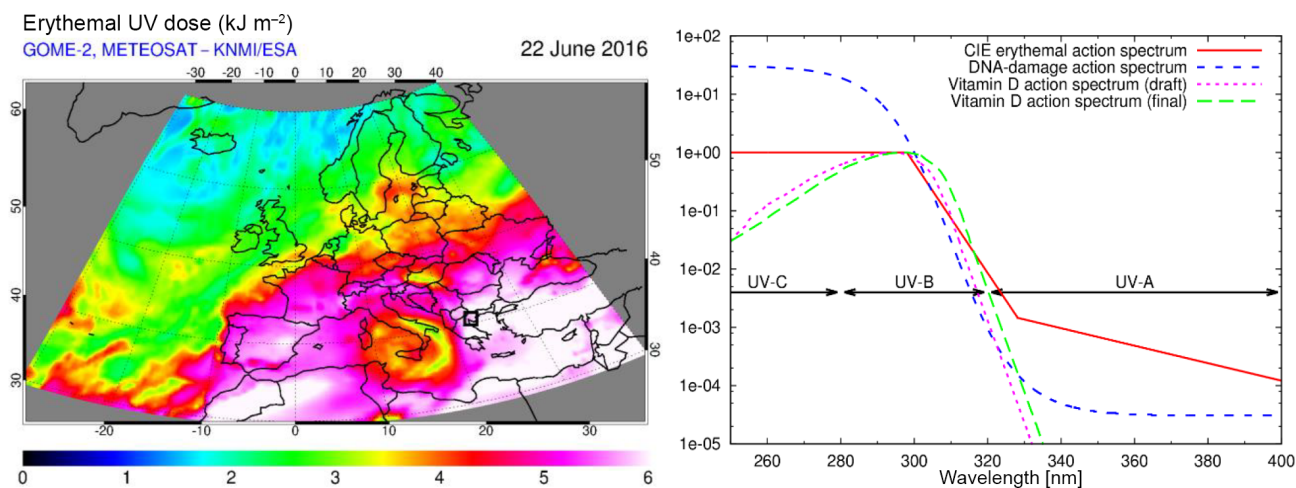 Erythemal UV dose (kJ m⁻²)
GOME-2, METEOSAT – KNMI/ESA
22 June 2016
-30 -20 -10 0 10 20 30 40
60
50
40
30
50
40
30
-20 -10 0 10 20 30
0 1 2 3 4 5 6
CIE erythemal action spectrum
DNA-damage action spectrum
Vitamin D action spectrum (draft)
Vitamin D action spectrum (final)
1e+02
1e+01
1e+00
1e-01
1e-02
1e-03
1e-04
1e-05
UV-C UV-B UV-A
260 280 300 320 340 360 380 400
Wavelength [nm]